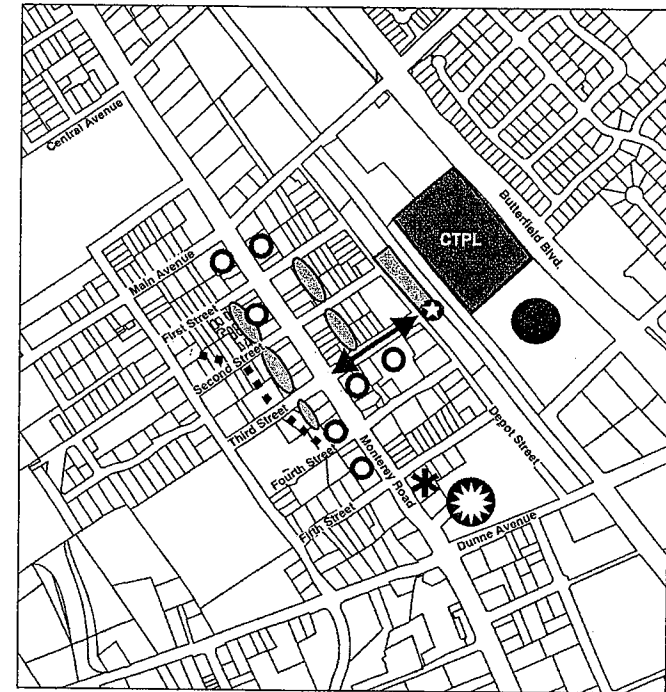 Central Avenue
Butterfield Blvd.
CTPL
Main Avenue
First Street
Second Street
Third Street
Depot Street
Monterey Road
Fourth Street
Fifth Street
Dunne Avenue